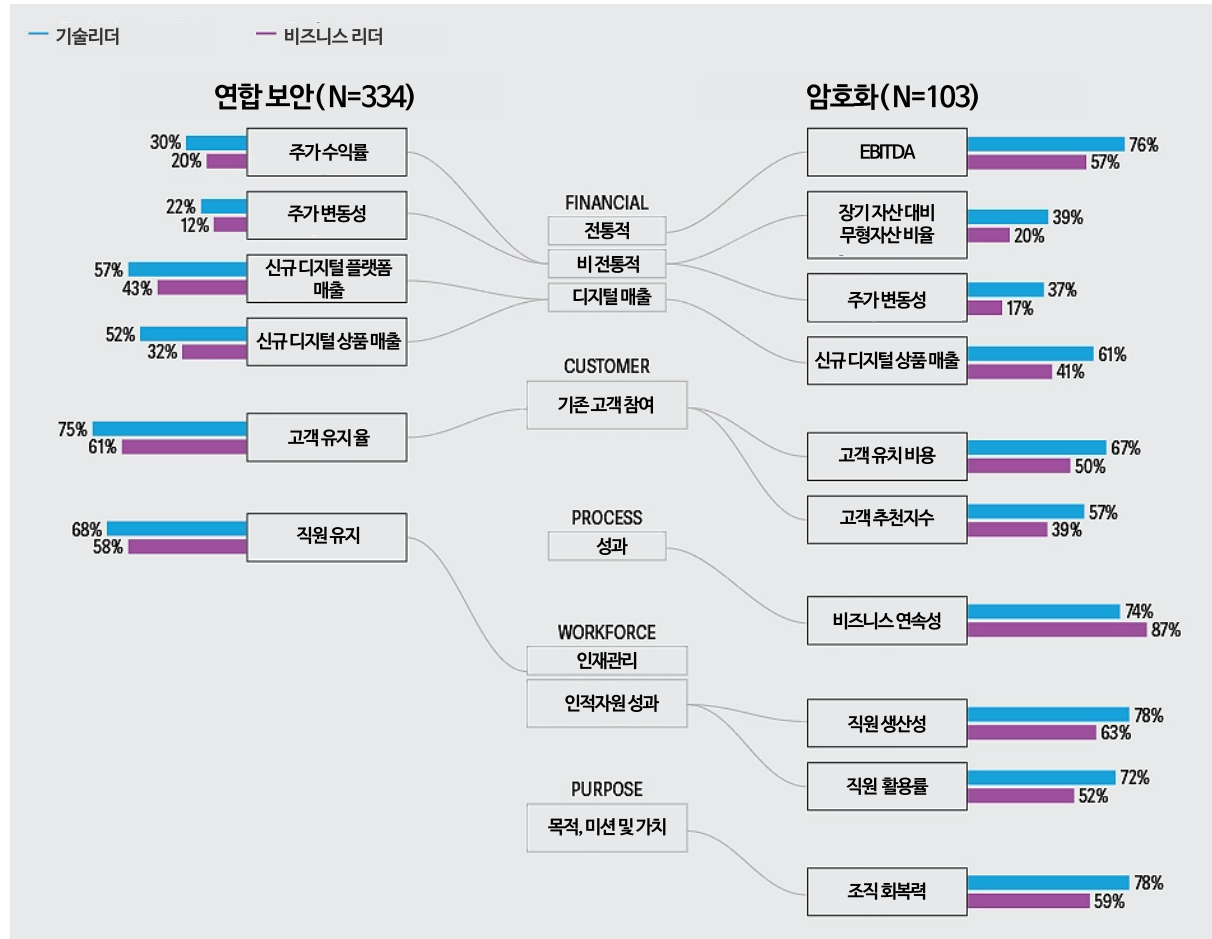 기술리더
비즈니스 리더
연합 보안 ( N=334)
30%
20%
주가 수익률
22%
12%
주가 변동성
57%
43%
신규 디지털 플랫폼
매출
52%
32%
신규 디지털 상품 매출
75%
61%
고객 유지 율
68%
58%
직원 유지
FINANCIAL
전통적
비 전통적
디지털 매출
CUSTOMER
기존 고객 참여
PROCESS
성과
WORKFORCE
인재관리
인적자원 성과
PURPOSE
목적, 미션 및 가치
암호화 ( N=103)
EBITDA
76%
57%
장기 자산 대비
무형자산 비율
39%
20%
주가 변동성
37%
17%
신규 디지털 상품 매출
61%
41%
고객 유치 비용
67%
50%
고객 추천지수
57%
39%
비즈니스 연속성
74%
87%
직원 생산성
78%
63%
직원 활용률
72%
52%
조직 회복력
78%
59%